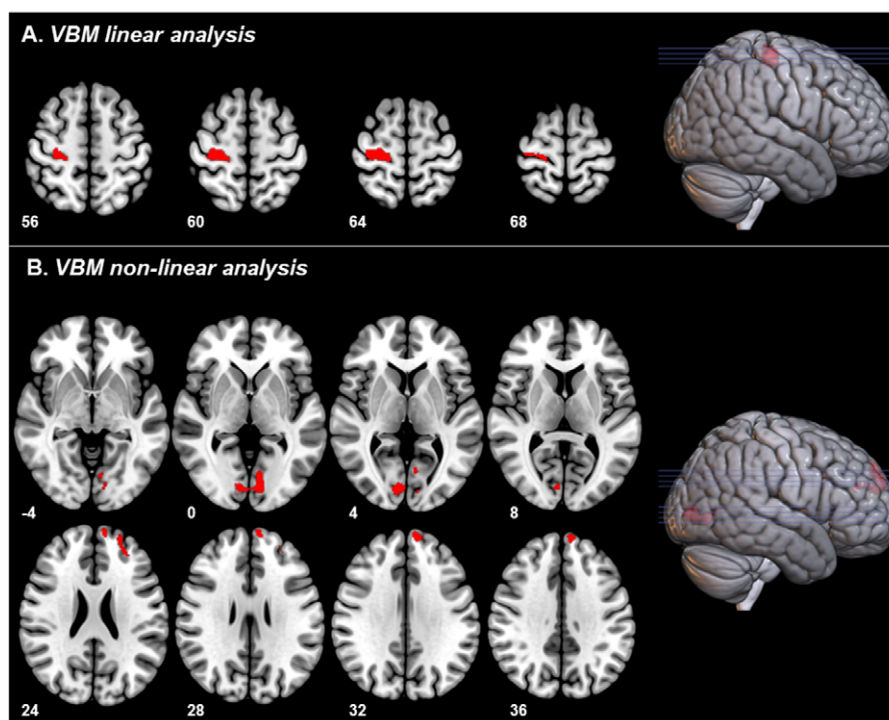 A. VBM linear analysis
56 60 64 68
B. VBM non-linear analysis
-4 0 4 8
24 28 32 36